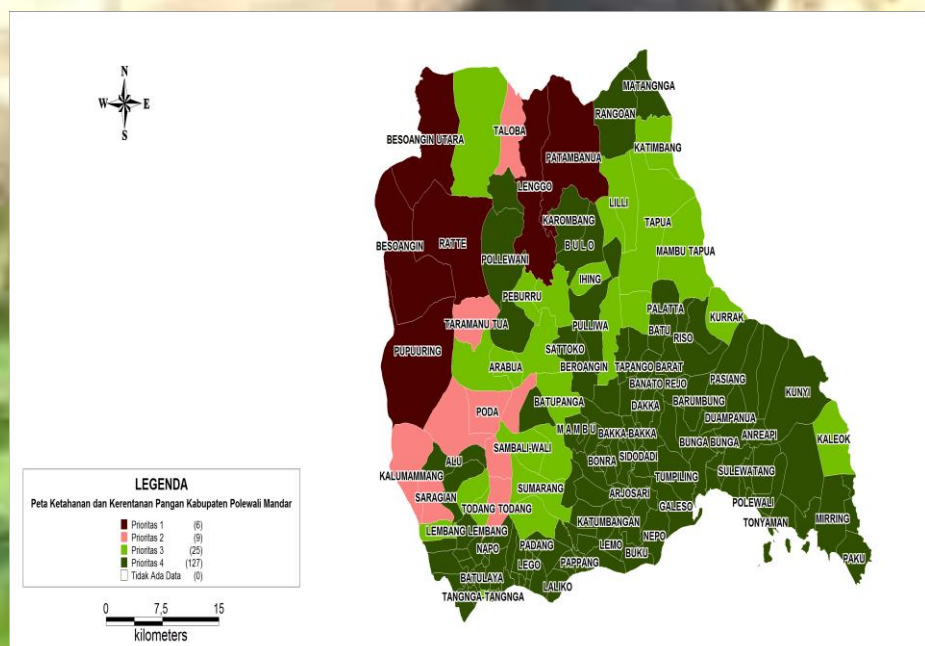 N
W E
S
MATANGNGA
RANGOAN
TALOBA
BESOANGIN UTARA
KATIMBANG
PATAMBANUA
LENGGO
LILLI
KAROMBANG
TAPUA
BESOANGIN
RATTE
BULO
MAMBU TAPUA
POLLEWANI
IHING
PEBURRU
PALATTA
KURRAK
TARAMANU TUA
PULLIWA
BATU
RISO
PUPUURING
SATTOKO
ARABUA
BEROANGIN
TAPANGO BARAT
PASIANG
BANATO REJO
KUNYI
BATUPANGA
DAKKA
BARUMBUNG
PODA
DUAMPANUA
MAMBU
BAKKA-BAKKA
ANREAPI
KALEOK
SAMBALI-WALI
BUNGA BUNGA
ALU
BONRA
SIDODADI
KALUMAMMANG
SULEWATANG
TUMPILING
SARAGIAN
SUMARANG
ARJOSARI
POLEWALI
TODANG TODANG
GALESO
TONYAMAN
MIRRING
LEMBANG LEMBANG
KATUMBANGAN
NEPO
PADANG
LEMO
NAPO
BUKU
PAKU
LEGO
PAPPANG
BATULAYA
LALIKO
TANGNGA-TANGNGA
LEGENDA
Peta Ketahanan dan Kerentanan Pangan Kabupaten Polewali Mandar
Prioritas 1 (6)
Prioritas 2 (9)
Prioritas 3 (25)
Prioritas 4 (127)
Tidak Ada Data (0)
0 7,5 15
kilometers